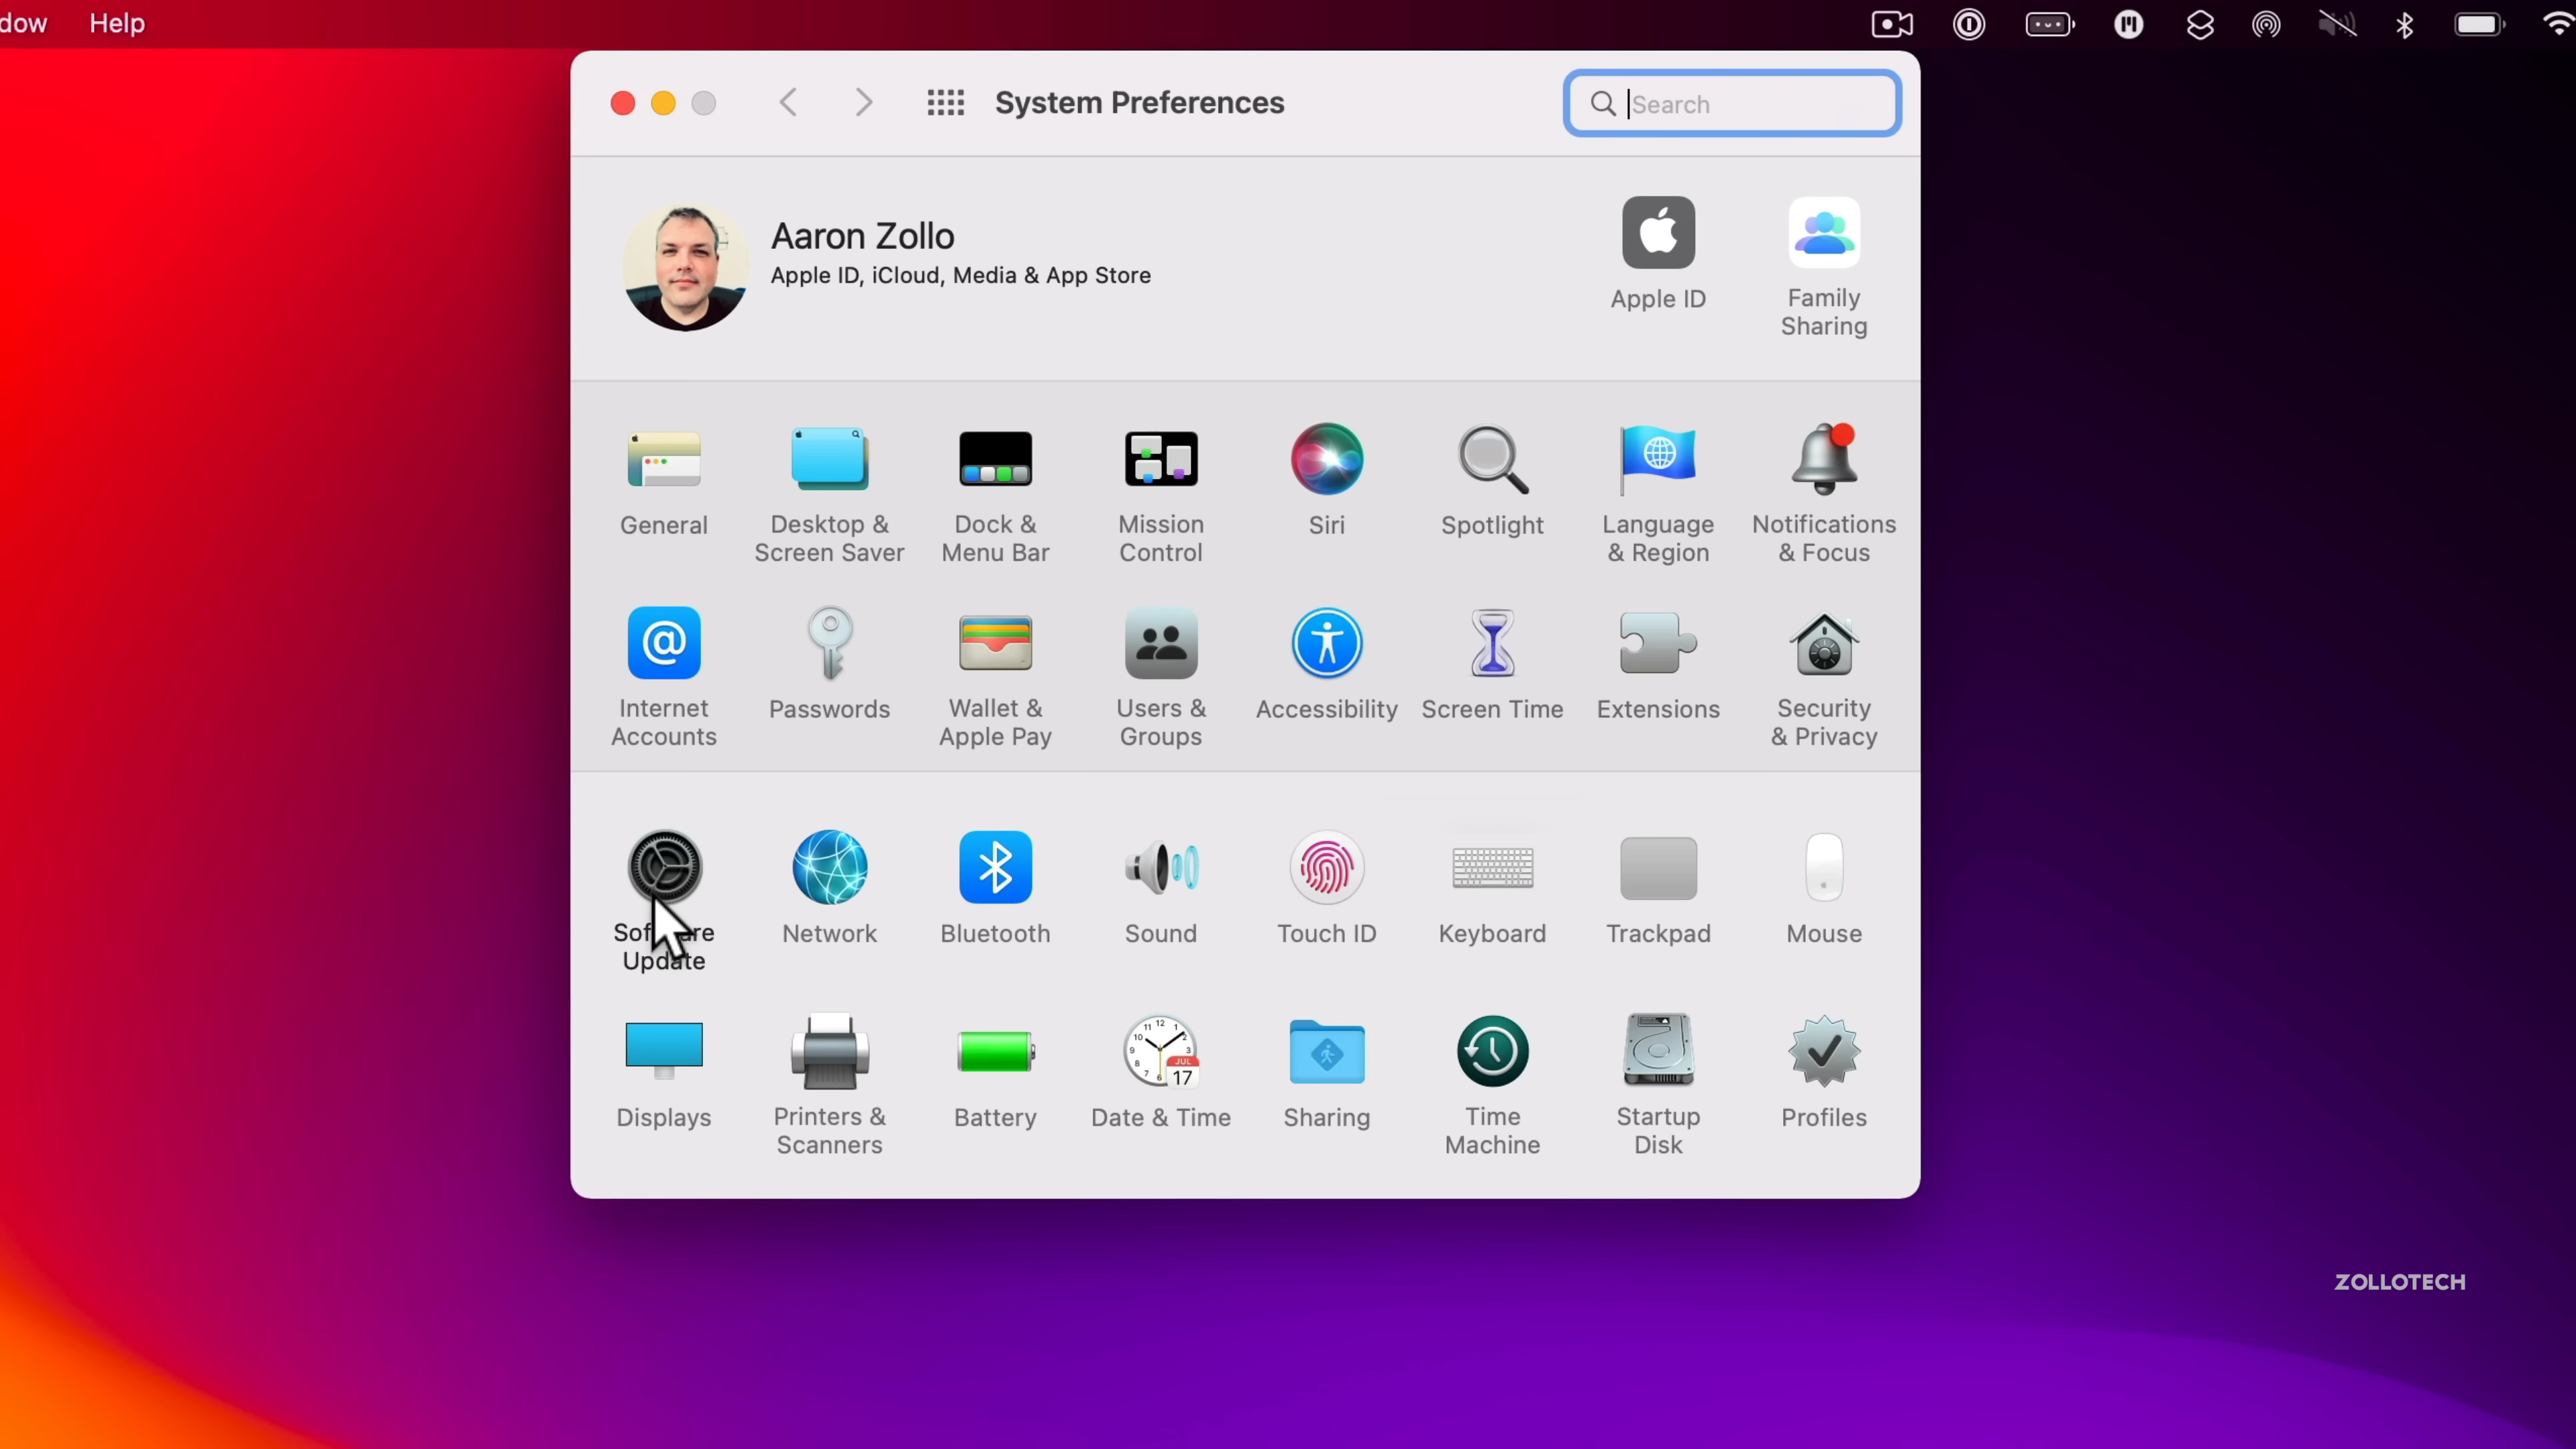 dow Help
System Preferences
Search
Aaron Zollo
Apple ID, iCloud, Media & App Store
Apple ID
Family
Sharing
General
Desktop &
Screen Saver
Dock &
Menu Bar
Mission
Control
Siri
Spotlight
Language
& Region
Notifications
& Focus
Internet
Accounts
Passwords
Wallet &
Apple Pay
Users &
Groups
Accessibility
Screen Time
Extensions
Security
& Privacy
Software
Update
Network
Bluetooth
Sound
Touch ID
Keyboard
Trackpad
Mouse
JUL
17
Displays
Printers &
Scanners
Battery
Date & Time
Sharing
Time
Machine
Startup
Disk
Profiles
ZOLLOTECH